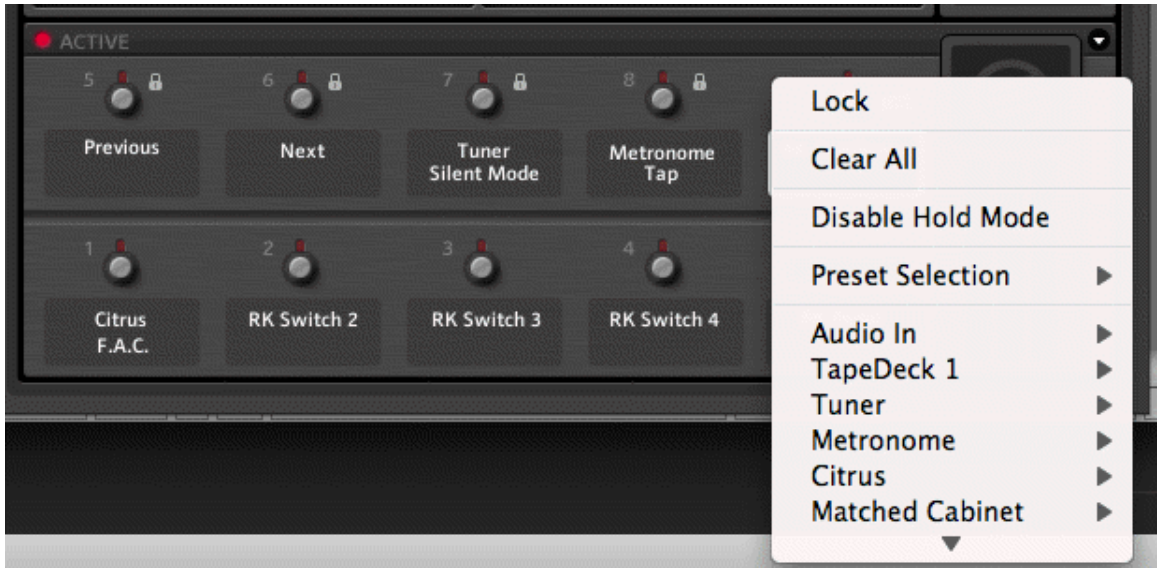 ACTIVE
5
6
7
8
Previous
Next
Tuner
Silent Mode
Metronome
Tap
1
2
3
4
Citrus
F.A.C.
RK Switch 2
RK Switch 3
RK Switch 4
Lock
Clear All
Disable Hold Mode
Preset Selection
Audio In
TapeDeck 1
Tuner
Metronome
Citrus
Matched Cabinet